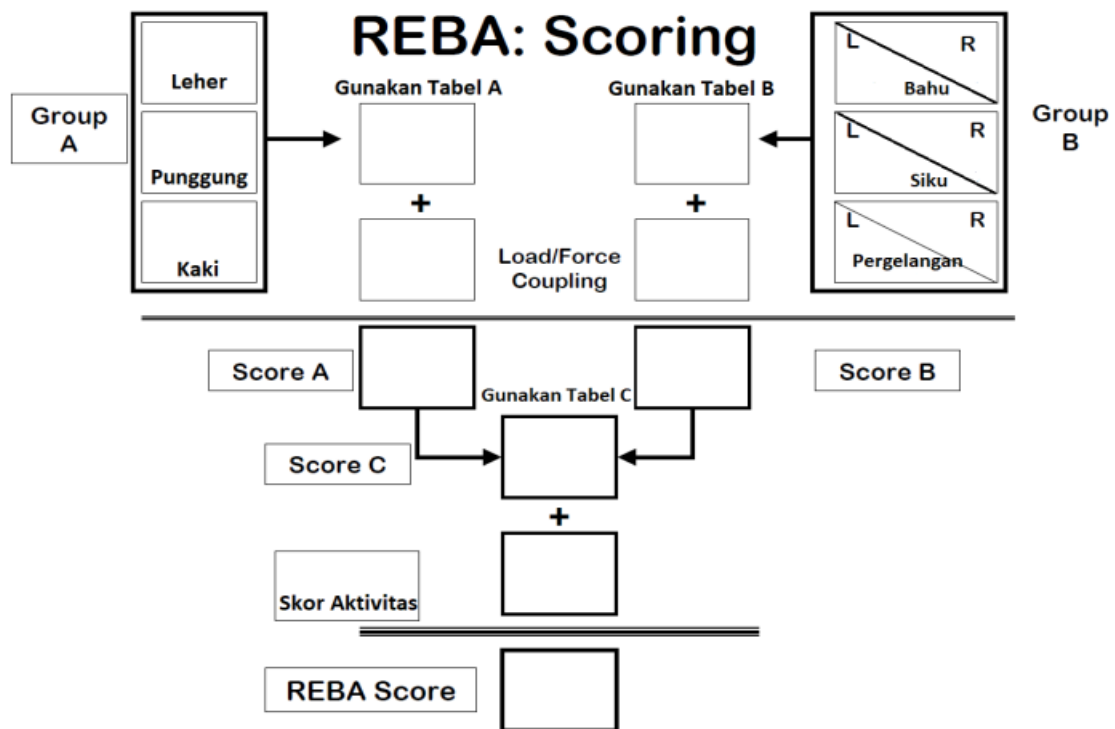 REBA: Scoring
Group
A
Leher
Punggung
Kaki
Gunakan Tabel A
+
Gunakan Tabel B
+
Load/Force
Coupling
L R
Bahu
L R
Siku
L R
Pergelangan
Group
B
Score A
Score B
Gunakan Tabel C
Score C
+
Skor Aktivitas
REBA Score